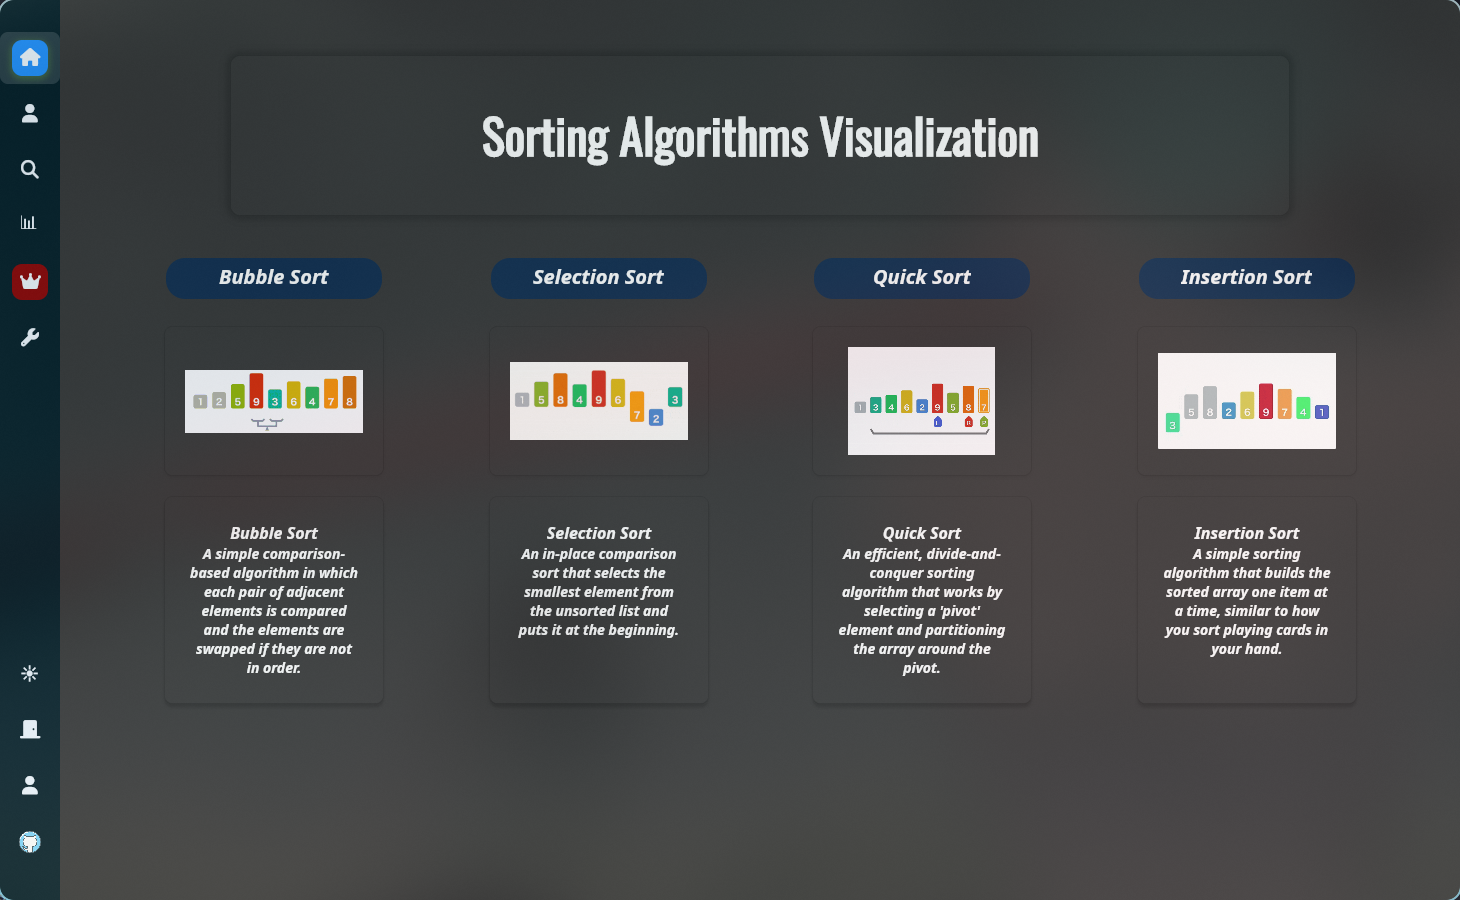 Sorting Algorithms Visualization
Bubble Sort
Selection Sort
Quick Sort
Insertion Sort
1 2 5 9 3 6 4 7 8
1 5 8 4 9 6 7 2 3
1 3 4 6 2 9 5 8 7
3 5 8 2 6 9 7 4 1
Bubble Sort
A simple comparison-
based algorithm in which
each pair of adjacent
elements is compared
and the elements are
swapped if they are not
in order.
Selection Sort
An in-place comparison
sort that selects the
smallest element from
the unsorted list and
puts it at the beginning.
Quick Sort
An efficient, divide-and-
conquer sorting
algorithm that works by
selecting a 'pivot'
element and partitioning
the array around the
pivot.
Insertion Sort
A simple sorting
algorithm that builds the
sorted array one item at
a time, similar to how
you sort playing cards in
your hand.